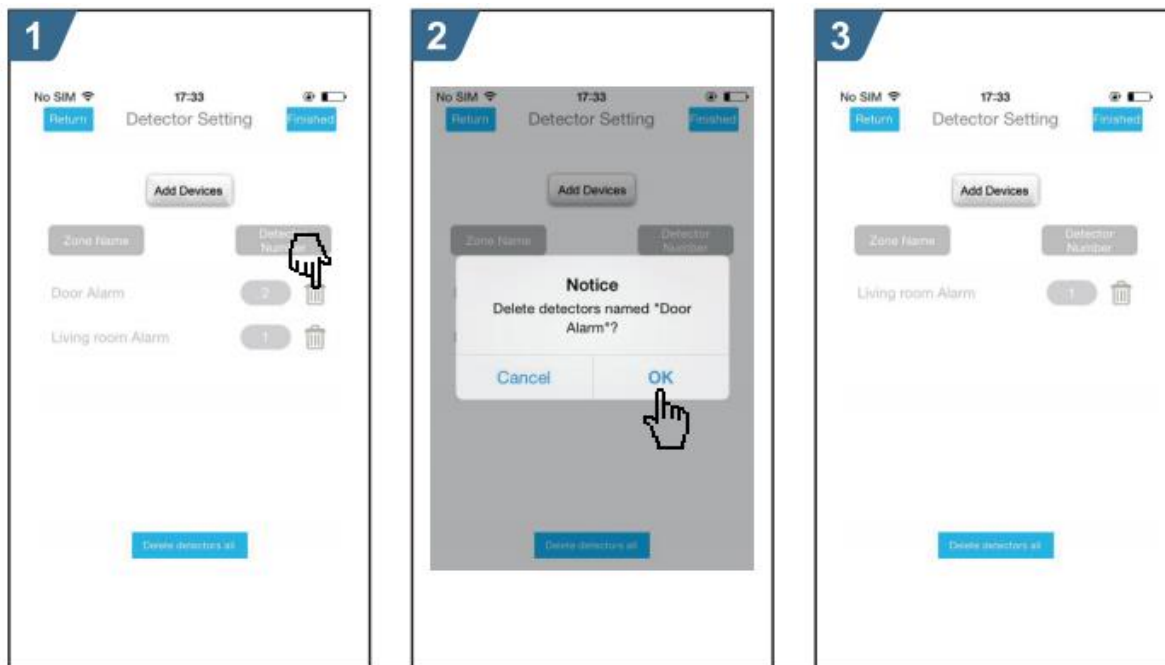 1
No SIM 17:33
Return Detector Setting Finished
Add Devices
Zone Name Detector
Number
Door Alarm 2
Living room Alarm 1
Delete detectors all
2
No SIM 17:33
Return Detector Setting Finished
Add Devices
Zone Name Detector
Number
Notice
Delete detectors named "Door
Alarm"?
Cancel OK
Delete detectors all
3
No SIM 17:33
Return Detector Setting Finished
Add Devices
Zone Name Detector
Number
Living room Alarm 1
Delete detectors all